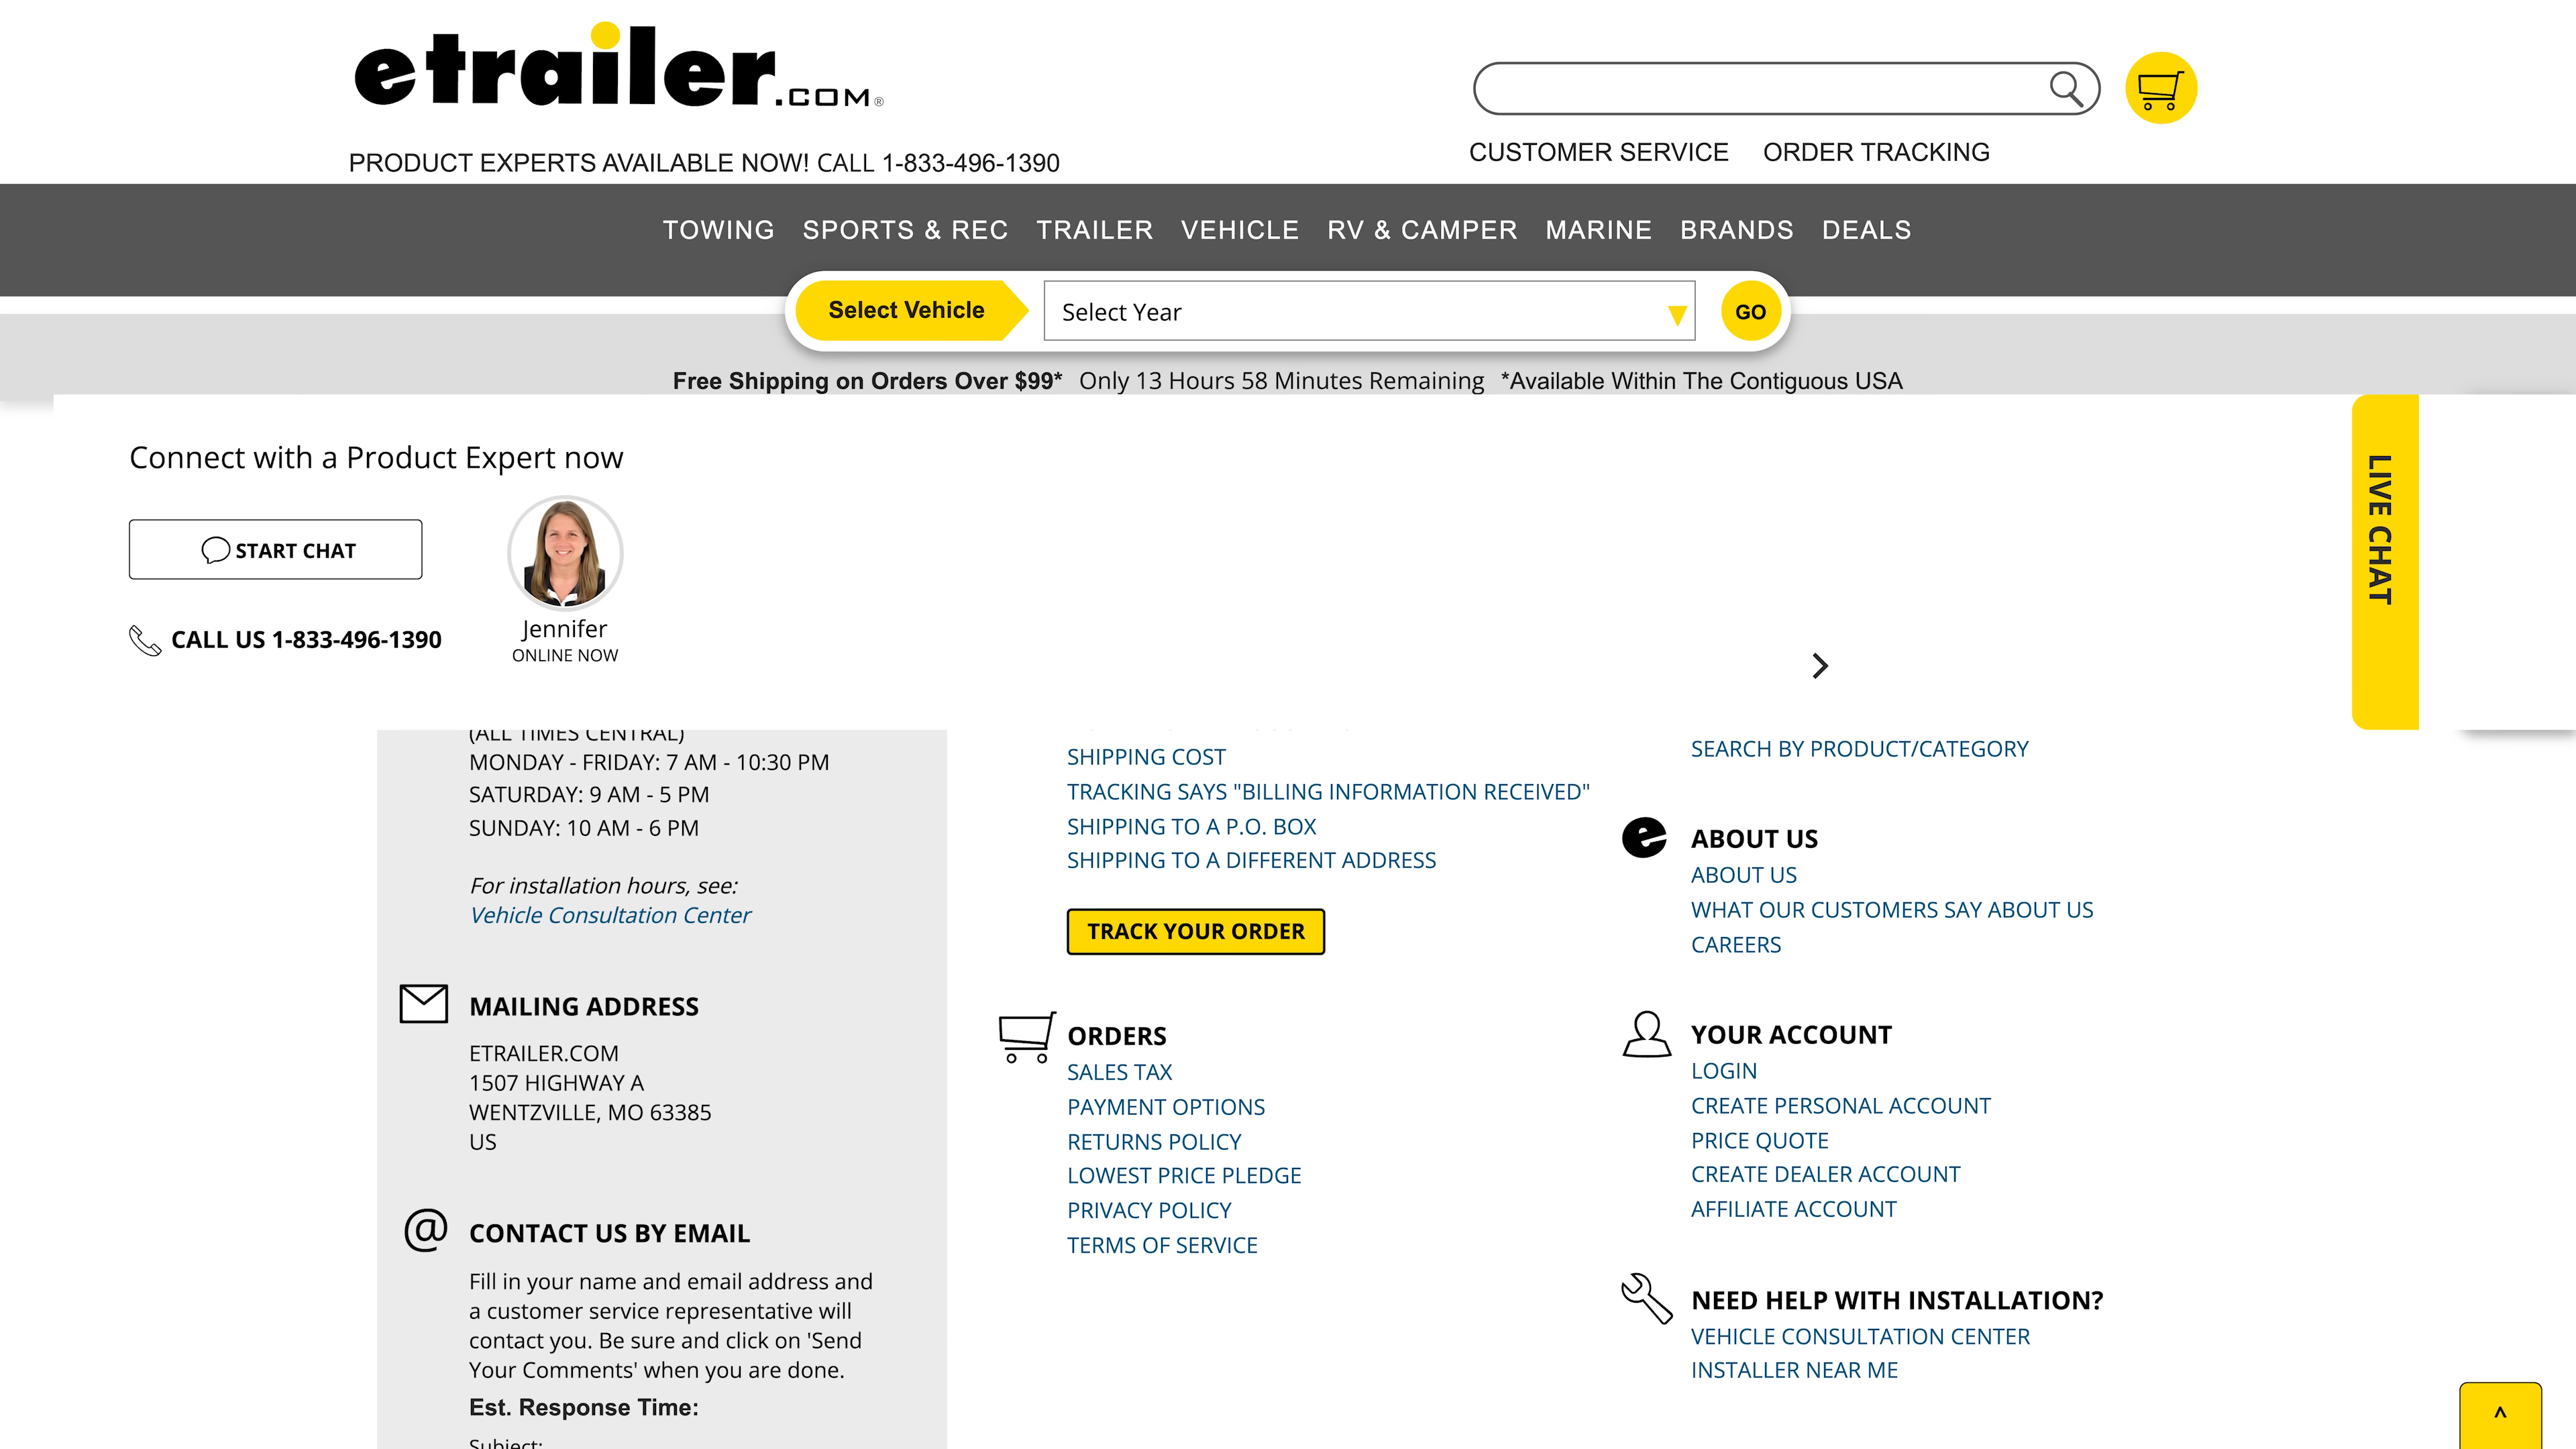 etrailer.COM®
PRODUCT EXPERTS AVAILABLE NOW! CALL 1-833-496-1390
CUSTOMER SERVICE ORDER TRACKING
TOWING SPORTS & REC TRAILER VEHICLE RV & CAMPER MARINE BRANDS DEALS
Select Vehicle Select Year GO
Free Shipping on Orders Over $99* Only 13 Hours 58 Minutes Remaining *Available Within The Contiguous USA
Connect with a Product Expert now
START CHAT
CALL US 1-833-496-1390
Jennifer
ONLINE NOW
LIVE CHAT
(ALL TIMES CENTRAL)
MONDAY - FRIDAY: 7 AM - 10:30 PM
SATURDAY: 9 AM - 5 PM
SUNDAY: 10 AM - 6 PM
For installation hours, see:
Vehicle Consultation Center
MAILING ADDRESS
ETRAILER.COM
1507 HIGHWAY A
WENTZVILLE, MO 63385
US
@ CONTACT US BY EMAIL
Fill in your name and email address and
a customer service representative will
contact you. Be sure and click on 'Send
Your Comments' when you are done.
Est. Response Time:
Subject:
SHIPPING COST
TRACKING SAYS "BILLING INFORMATION RECEIVED"
SHIPPING TO A P.O. BOX
SHIPPING TO A DIFFERENT ADDRESS
TRACK YOUR ORDER
ORDERS
SALES TAX
PAYMENT OPTIONS
RETURNS POLICY
LOWEST PRICE PLEDGE
PRIVACY POLICY
TERMS OF SERVICE
SEARCH BY PRODUCT/CATEGORY
e ABOUT US
ABOUT US
WHAT OUR CUSTOMERS SAY ABOUT US
CAREERS
YOUR ACCOUNT
LOGIN
CREATE PERSONAL ACCOUNT
PRICE QUOTE
CREATE DEALER ACCOUNT
AFFILIATE ACCOUNT
NEED HELP WITH INSTALLATION?
VEHICLE CONSULTATION CENTER
INSTALLER NEAR ME